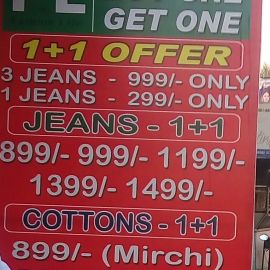 GET ONE
1+1 OFFER
3 JEANS - 999/- ONLY
1 JEANS - 299/- ONLY
JEANS - 1+1
899/- 999/- 1199/-
1399/- 1499/-
COTTONS - 1+1
899/- (Mirchi)